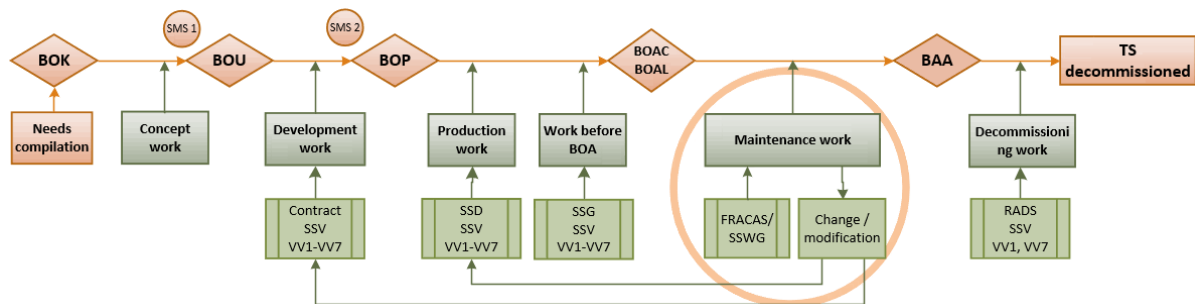 SMS 1
SMS 2
BOK
BOU
BOP
BOAC
BOAL
BAA
TS
decommissioned
Needs
compilation
Concept
work
Development
work
Production
work
Work before
BOA
Maintenance work
Decommissioni
ng work
Contract
SSV
VV1-VV7
SSD
SSV
VV1-VV7
SSG
SSV
VV1-VV7
FRACAS/
SSWG
Change /
modification
RADS
SSV
VV1, VV7